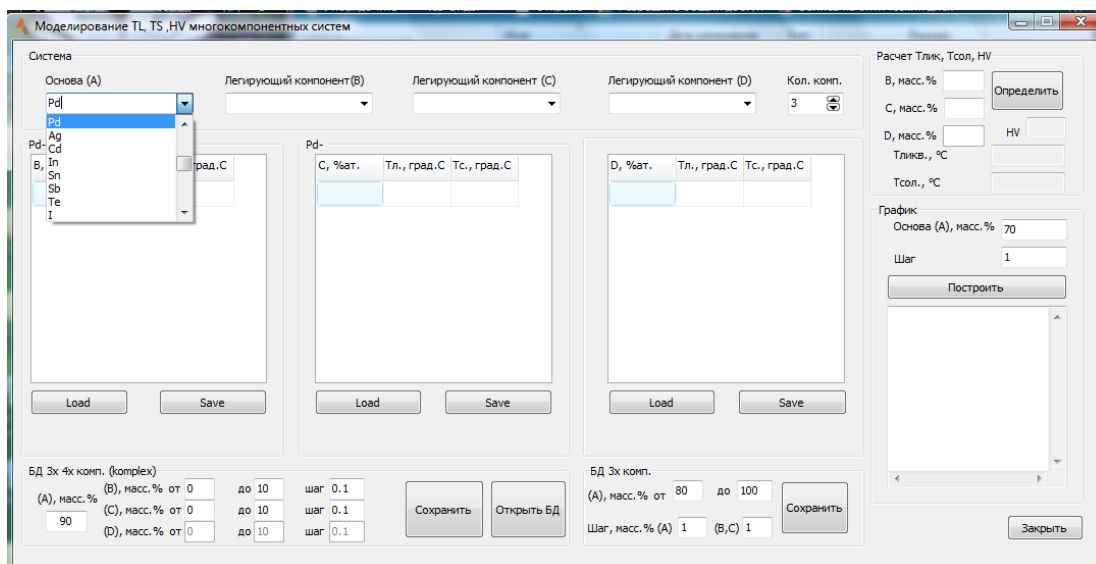 Моделирование TL, TS ,HV многокомпонентных систем
Система
Основа (A) Легирующий компонент(B) Легирующий компонент (C) Легирующий компонент (D) Кол. комп.
Pd 3
Pd
Ag
Cd
In
Sn
Sb
Te
I
Pd- Pd-
B, град.C C, %ат. Тл., град.C Тс., град.C D, %ат. Тл., град.C Тс., град.C
Load Save Load Save Load Save
Расчет Тлик, Тсол, HV
B, масс.% Определить
C, масс.%
D, масс.% HV
Тликв., ºC
Тсол., ºC
График
Основа (A), масс.% 70
Шаг 1
Построить
БД 3х 4х комп. (komplex)
(A), масс.% 90
(B), масс.% от 0 до 10 шаг 0.1
(C), масс.% от 0 до 10 шаг 0.1
(D), масс.% от 0 до 10 шаг 0.1
Сохранить Открыть БД
БД 3х комп.
(A), масс.% от 80 до 100
Шаг, масс.% (A) 1 (B,C) 1
Сохранить
Закрыть